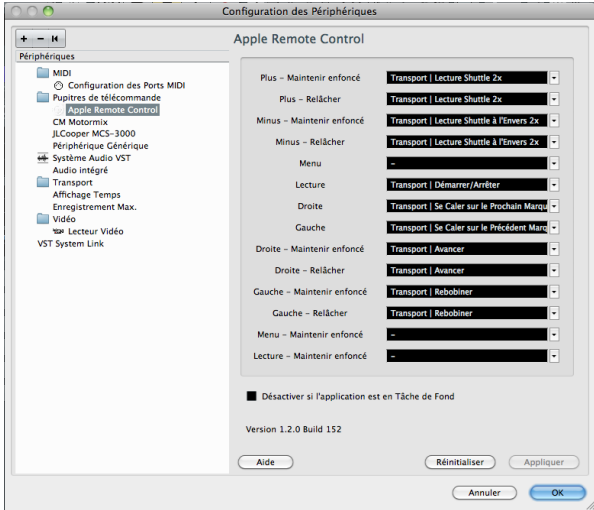 Configuration des Périphériques
Périphériques
MIDI
Configuration des Ports MIDI
Pupitres de télécommande
Apple Remote Control
CM Motormix
JLCooper MCS-3000
Périphérique Générique
Système Audio VST
Audio intégré
Transport
Affichage Temps
Enregistrement Max.
Vidéo
Lecteur Vidéo
VST System Link
Apple Remote Control
Plus – Maintenir enfoncé Transport | Lecture Shuttle 2x
Plus – Relâcher Transport | Lecture Shuttle 2x
Minus – Maintenir enfoncé Transport | Lecture Shuttle à l'Envers 2x
Minus – Relâcher Transport | Lecture Shuttle à l'Envers 2x
Menu –
Lecture Transport | Démarrer/Arrêter
Droite Transport | Se Caler sur le Prochain Marqu
Gauche Transport | Se Caler sur le Précédent Marq
Droite – Maintenir enfoncé Transport | Avancer
Droite – Relâcher Transport | Avancer
Gauche – Maintenir enfoncé Transport | Rebobiner
Gauche – Relâcher Transport | Rebobiner
Menu – Maintenir enfoncé –
Lecture – Maintenir enfoncé –
Désactiver si l'application est en Tâche de Fond
Version 1.2.0 Build 152
Aide Réinitialiser Appliquer
Annuler OK